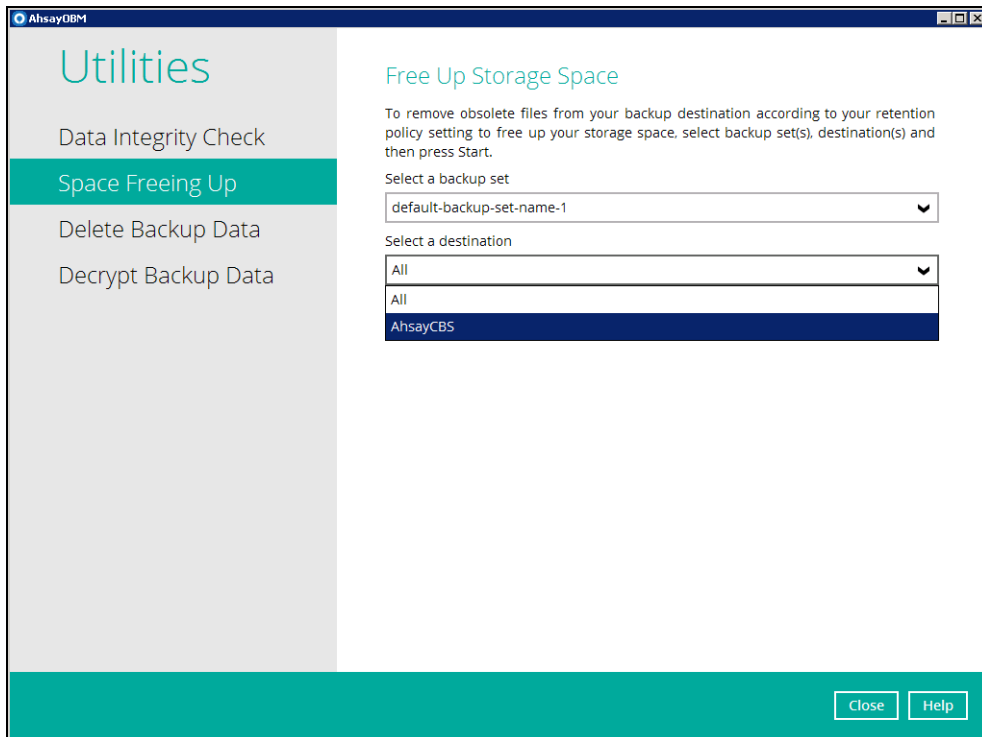 AhsayOBM
Utilities
Data Integrity Check
Space Freeing Up
Delete Backup Data
Decrypt Backup Data
Free Up Storage Space
To remove obsolete files from your backup destination according to your retention
policy setting to free up your storage space, select backup set(s), destination(s) and
then press Start.
Select a backup set
default-backup-set-name-1
Select a destination
All
All
AhsayCBS
Close
Help